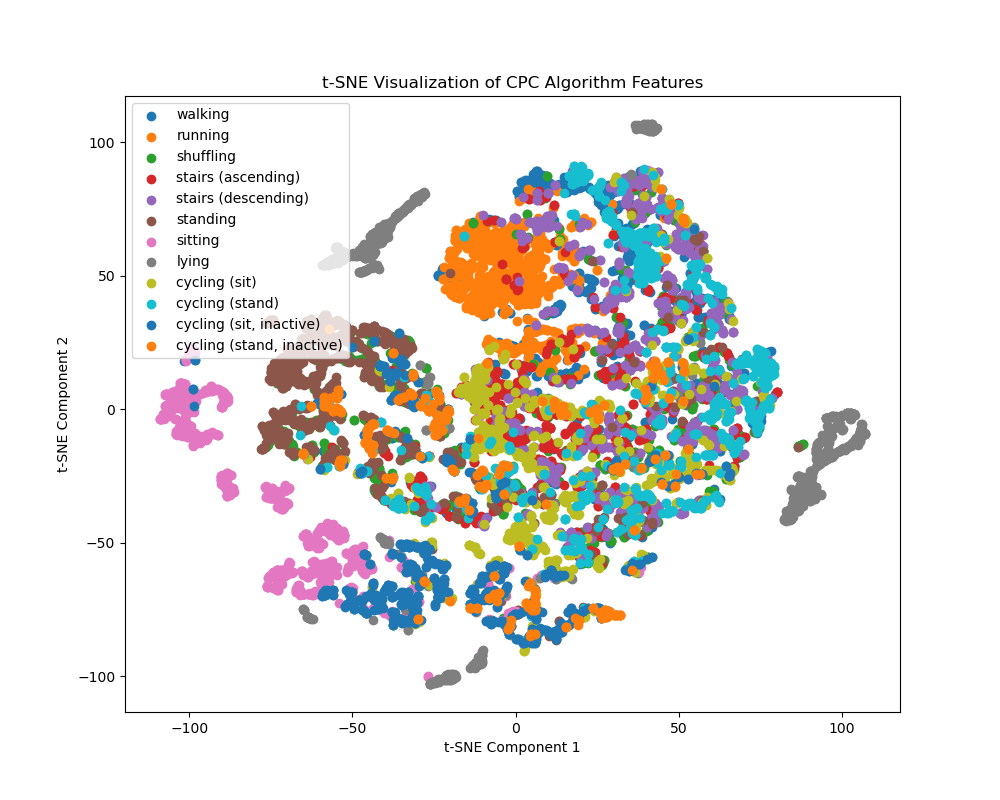 t-SNE Visualization of CPC Algorithm Features
walking
running
shuffling
stairs (ascending)
stairs (descending)
standing
sitting
lying
cycling (sit)
cycling (stand)
cycling (sit, inactive)
cycling (stand, inactive)
100
50
0
−50
−100
t-SNE Component 2
−100
−50
0
50
100
t-SNE Component 1